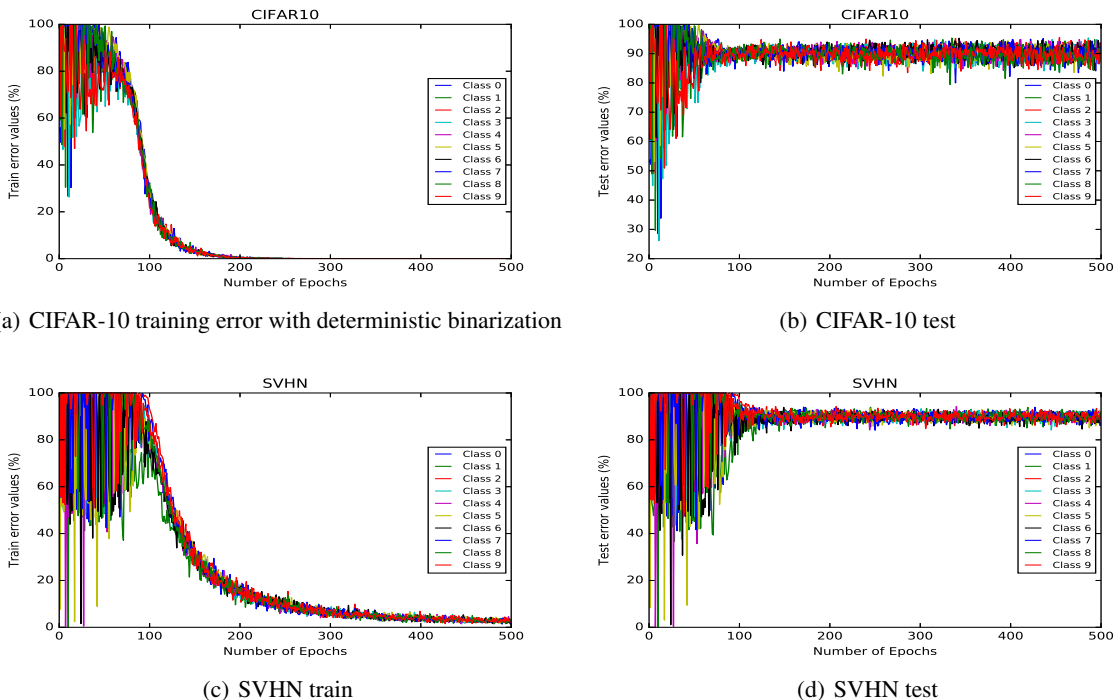 CIFAR10
100
80
60
40
20
0
Train error values (%)
0 100 200 300 400 500
Number of Epochs
Class 0
Class 1
Class 2
Class 3
Class 4
Class 5
Class 6
Class 7
Class 8
Class 9
a) CIFAR-10 training error with deterministic binarization
CIFAR10
100
90
80
70
60
50
40
30
20
Test error values (%)
0 100 200 300 400 500
Number of Epochs
Class 0
Class 1
Class 2
Class 3
Class 4
Class 5
Class 6
Class 7
Class 8
Class 9
(b) CIFAR-10 test
SVHN
100
80
60
40
20
0
Train error values (%)
0 100 200 300 400 500
Number of Epochs
Class 0
Class 1
Class 2
Class 3
Class 4
Class 5
Class 6
Class 7
Class 8
Class 9
(c) SVHN train
SVHN
100
80
60
40
20
0
Test error values (%)
0 100 200 300 400 500
Number of Epochs
Class 0
Class 1
Class 2
Class 3
Class 4
Class 5
Class 6
Class 7
Class 8
Class 9
(d) SVHN test